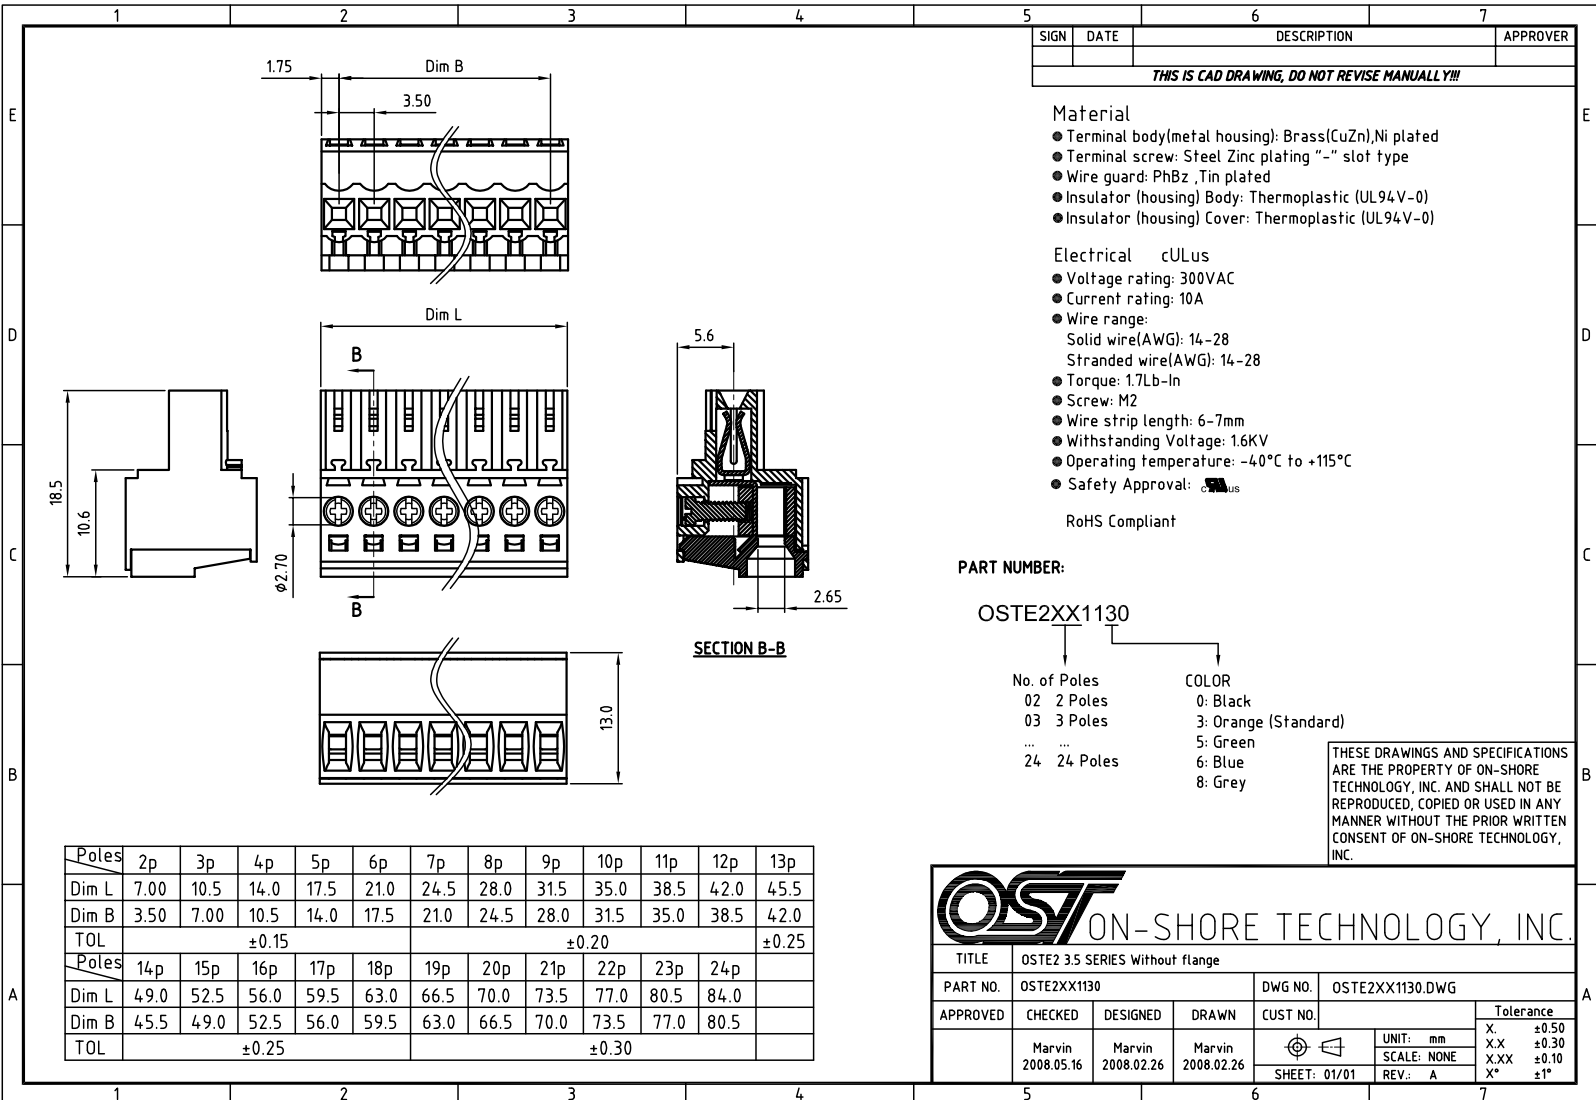 1 2 3 4 5 6 7
SIGN DATE DESCRIPTION APPROVER
THIS IS CAD DRAWING, DO NOT REVISE MANUALLY!!!
E E
D D
C C
B B
A A
1.75 Dim B
3.50
Dim L
B
B
18.5
10.6
ϕ2.70
5.6
2.65
SECTION B-B
13.0
Material
● Terminal body(metal housing): Brass(CuZn),Ni plated
● Terminal screw: Steel Zinc plating "-" slot type
● Wire guard: PhBz ,Tin plated
● Insulator (housing) Body: Thermoplastic (UL94V-0)
● Insulator (housing) Cover: Thermoplastic (UL94V-0)
Electrical cULus
● Voltage rating: 300VAC
● Current rating: 10A
● Wire range:
Solid wire(AWG): 14-28
Stranded wire(AWG): 14-28
● Torque: 1.7Lb-In
● Screw: M2
● Wire strip length: 6-7mm
● Withstanding Voltage: 1.6KV
● Operating temperature: -40°C to +115°C
● Safety Approval: c us
RoHS Compliant
PART NUMBER:
OSTE2XX1130
No. of Poles
02 2 Poles
03 3 Poles
... ...
24 24 Poles
COLOR
0: Black
3: Orange (Standard)
5: Green
6: Blue
8: Grey
THESE DRAWINGS AND SPECIFICATIONS
ARE THE PROPERTY OF ON-SHORE
TECHNOLOGY, INC. AND SHALL NOT BE
REPRODUCED, COPIED OR USED IN ANY
MANNER WITHOUT THE PRIOR WRITTEN
CONSENT OF ON-SHORE TECHNOLOGY,
INC.
Poles 2p 3p 4p 5p 6p 7p 8p 9p 10p 11p 12p 13p
Dim L 7.00 10.5 14.0 17.5 21.0 24.5 28.0 31.5 35.0 38.5 42.0 45.5
Dim B 3.50 7.00 10.5 14.0 17.5 21.0 24.5 28.0 31.5 35.0 38.5 42.0
TOL ±0.15 ±0.20 ±0.25
Poles 14p 15p 16p 17p 18p 19p 20p 21p 22p 23p 24p
Dim L 49.0 52.5 56.0 59.5 63.0 66.5 70.0 73.5 77.0 80.5 84.0
Dim B 45.5 49.0 52.5 56.0 59.5 63.0 66.5 70.0 73.5 77.0 80.5
TOL ±0.25 ±0.30
OST ON-SHORE TECHNOLOGY, INC.
TITLE OSTE2 3.5 SERIES Without flange
PART NO. OSTE2XX1130 DWG NO. OSTE2XX1130.DWG
APPROVED CHECKED DESIGNED DRAWN CUST NO.
Marvin Marvin Marvin
2008.05.16 2008.02.26 2008.02.26
UNIT: mm
SCALE: NONE
SHEET: 01/01 REV.: A
Tolerance
X. ±0.50
X.X ±0.30
X.XX ±0.10
X° ±1°
1 2 3 4 5 6 7